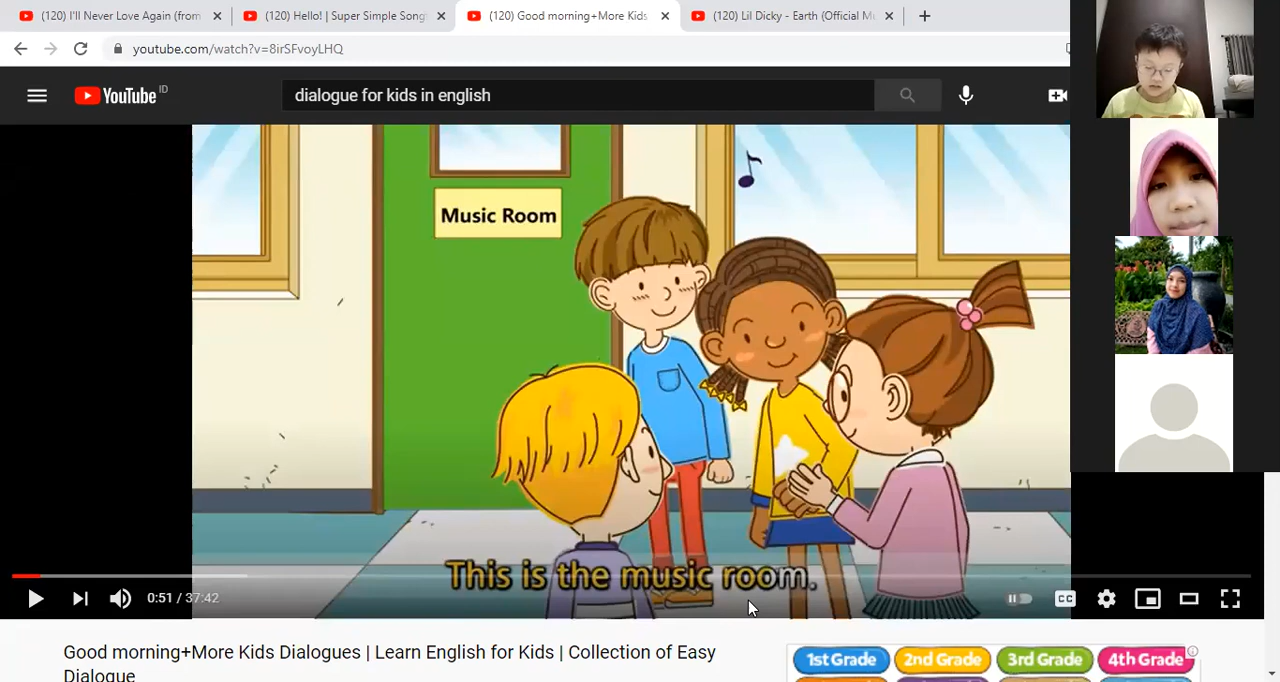 (120) I'll Never Love Again (from
(120) Hello! | Super Simple Song
(120) Good morning+More Kids
(120) Lil Dicky - Earth (Official Mu
youtube.com/watch?v=8irSFvoyLHQ
YouTube ID
dialogue for kids in english
Music Room
This is the music room.
0:51 / 37:42
CC
Good morning+More Kids Dialogues | Learn English for Kids | Collection of Easy
Dialogue
1st Grade 2nd Grade 3rd Grade 4th Grade